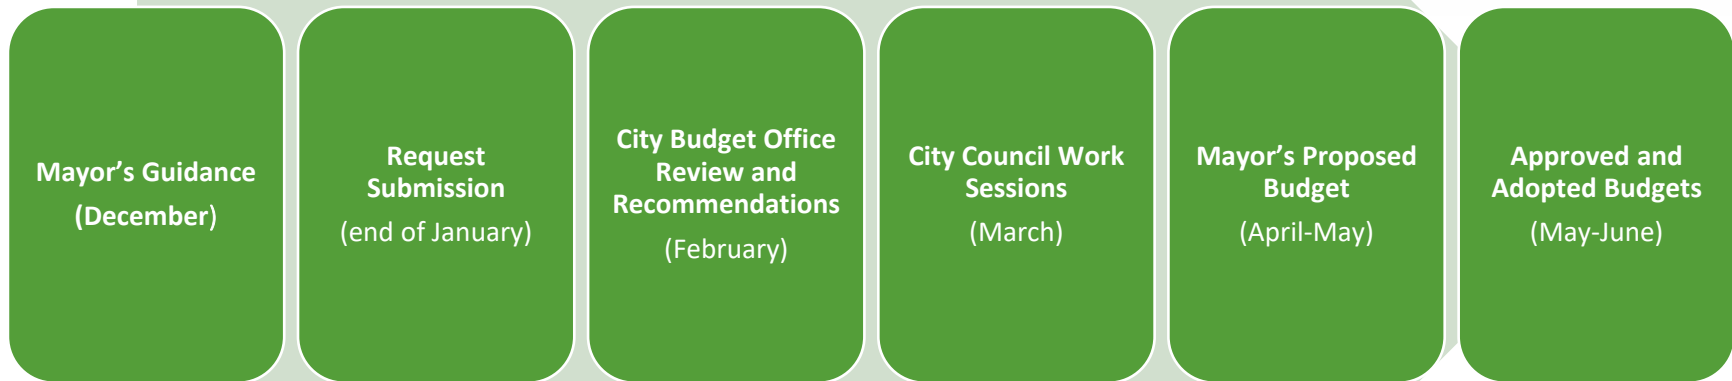 Mayor’s Guidance
(December)
Request
Submission
(end of January)
City Budget Office
Review and
Recommendations
(February)
City Council Work
Sessions
(March)
Mayor’s Proposed
Budget
(April-May)
Approved and
Adopted Budgets
(May-June)